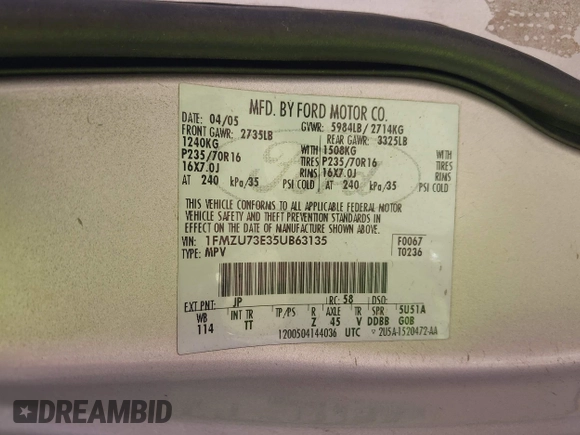 MFD. BY FORD MOTOR CO.
DATE 04/05 GVWR: 5984LB/2714KG
FRONT GAWR: 2735LB REAR GAWR: 3325LB
1240KG WITH 1508KG WITH
P235/70R16 TIRES P235/70R16 TIRES
16X7.0J RIMS 16X7.0J RIMS
AT 240 kPa/35 PSI COLD AT 240 kPa/35 PSI COLD
THIS VEHICLE CONFORMS TO ALL APPLICABLE FEDERAL MOTOR
VEHICLE SAFETY AND THEFT PREVENTION STANDARDS IN
EFFECT ON THE DATE OF MANUFACTURE SHOWN ABOVE.
VIN: 1FMZU73E35UB63135 F0067
TYPE: MPV T0236
EXT PNT: JP RC: 58 DSO:
WB INT TR TP/PS R AXLE TR SPR 5U51A
114 TT Z 45 V DDBB GOB
1200504144036 UTC 2U5A-1520472-AA
Ford
DREAMBID